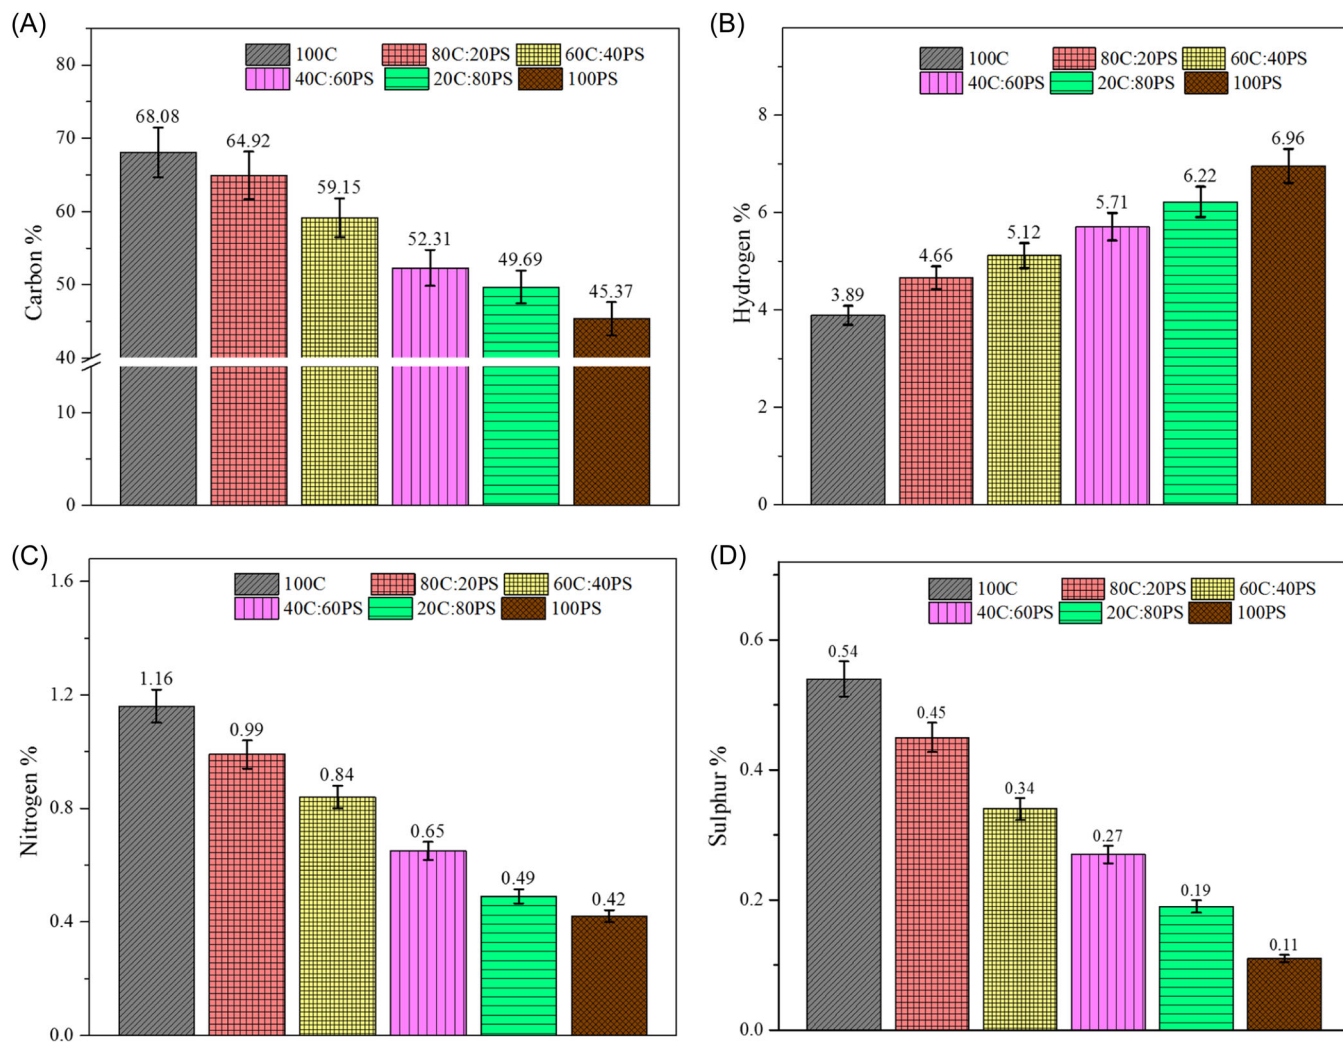 (A)
100C 80C:20PS 60C:40PS
40C:60PS 20C:80PS 100PS
80
70
60
50
40
10
0
Carbon %
68.08
64.92
59.15
52.31
49.69
45.37
(B)
100C 80C:20PS 60C:40PS
40C:60PS 20C:80PS 100PS
8
6
4
2
0
Hydrogen %
3.89
4.66
5.12
5.71
6.22
6.96
(C)
100C 80C:20PS 60C:40PS
40C:60PS 20C:80PS 100PS
1.6
1.2
0.8
0.4
0.0
Nitrogen %
1.16
0.99
0.84
0.65
0.49
0.42
(D)
100C 80C:20PS 60C:40PS
40C:60PS 20C:80PS 100PS
0.6
0.4
0.2
0.0
Sulphur %
0.54
0.45
0.34
0.27
0.19
0.11